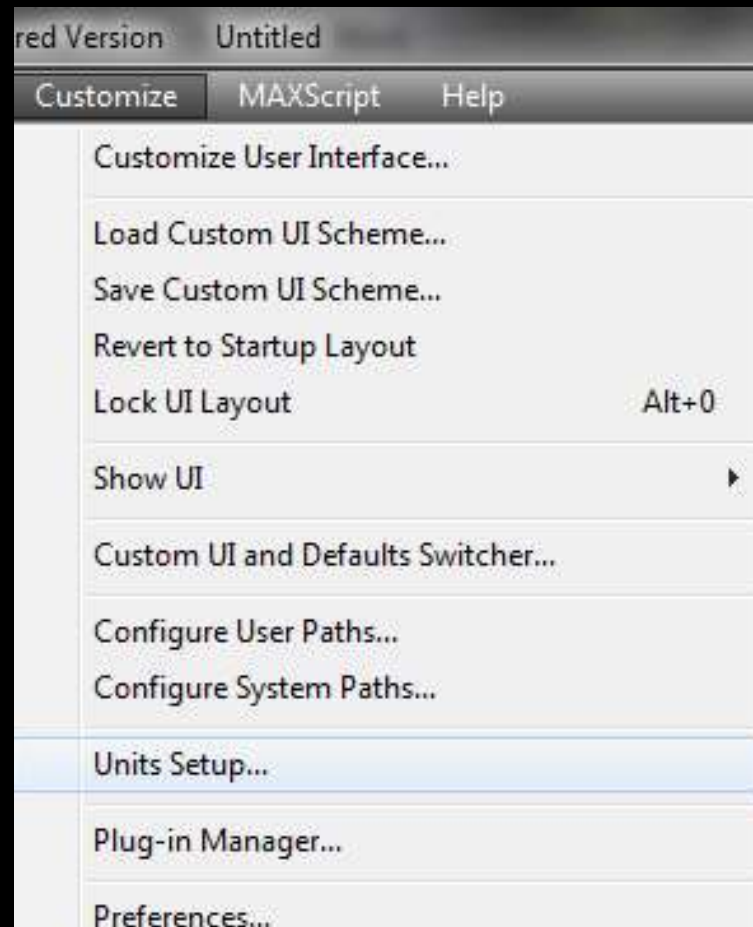 red Version Untitled
Customize MAXScript Help
Customize User Interface...
Load Custom UI Scheme...
Save Custom UI Scheme...
Revert to Startup Layout
Lock UI Layout Alt+0
Show UI
Custom UI and Defaults Switcher...
Configure User Paths...
Configure System Paths...
Units Setup...
Plug-in Manager...
Preferences...